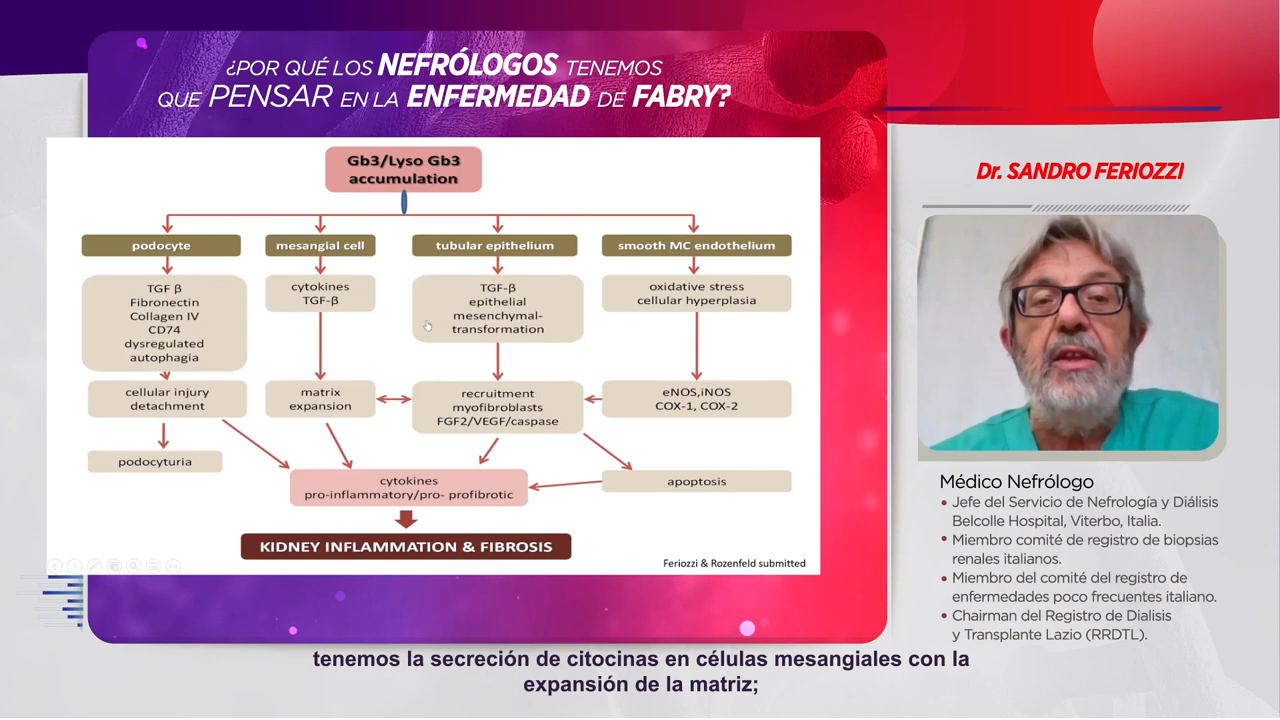 ¿POR QUÉ LOS NEFRÓLOGOS TENEMOS
QUE PENSAR EN LA ENFERMEDAD DE FABRY?
Gb3/Lyso Gb3
accumulation
podocyte
mesangial cell
tubular epithelium
smooth MC endothelium
TGF β
Fibronectin
Collagen IV
CD74
dysregulated
autophagia
cytokines
TGF-β
TGF-β
epithelial
mesenchymal-
transformation
oxidative stress
cellular hyperplasia
cellular injury
detachment
matrix
expansion
recruitment
myofibroblasts
FGF2/VEGF/caspase
eNOS,iNOS
COX-1, COX-2
podocyturia
cytokines
pro-inflammatory/pro- profibrotic
apoptosis
KIDNEY INFLAMMATION & FIBROSIS
Feriozzi & Rozenfeld submitted
Dr. SANDRO FERIOZZI
Médico Nefrólogo
• Jefe del Servicio de Nefrología y Diálisis
Belcolle Hospital, Viterbo, Italia.
• Miembro comité de registro de biopsias
renales italianos.
• Miembro del comité del registro de
enfermedades poco frecuentes italiano.
• Chairman del Registro de Dialisis
y Transplante Lazio (RRDTL).
tenemos la secreción de citocinas en células mesangiales con la
expansión de la matriz;